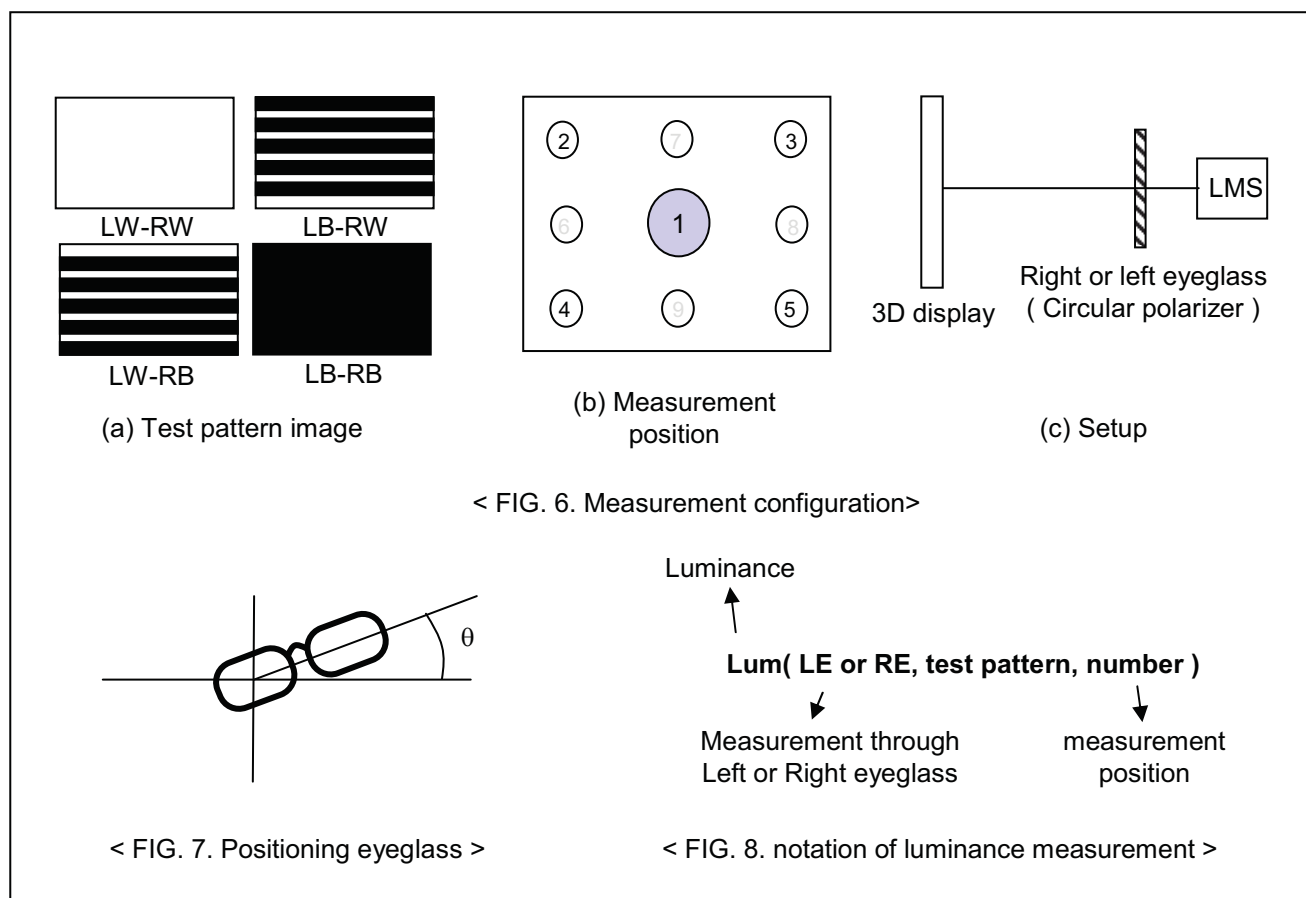 LW-RW
LB-RW
LW-RB
LB-RB
(a) Test pattern image
2
7
3
6
1
8
4
9
5
(b) Measurement
position
LMS
Right or left eyeglass
( Circular polarizer )
3D display
(c) Setup
< FIG. 6. Measurement configuration>
θ
< FIG. 7. Positioning eyeglass >
Luminance
Lum( LE or RE, test pattern, number )
Measurement through
Left or Right eyeglass
measurement
position
< FIG. 8. notation of luminance measurement >